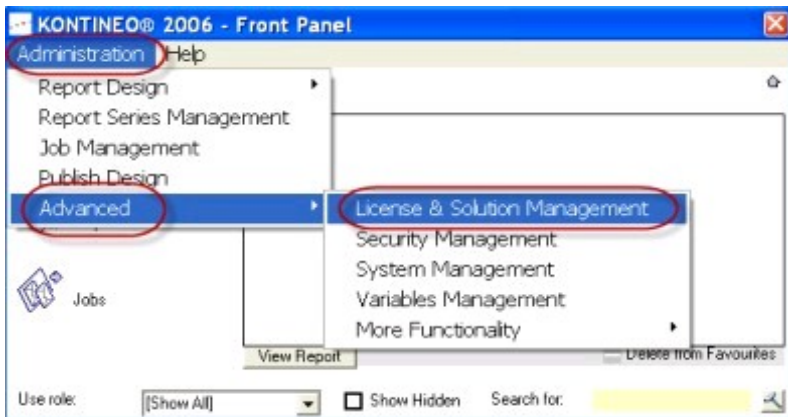 KONTINEO® 2006 - Front Panel
Administration Help
Report Design
Report Series Management
Job Management
Publish Design
Advanced
License & Solution Management
Security Management
System Management
Variables Management
More Functionality
Jobs
View Report
Delete from Favourites
Use role: [Show All] Show Hidden Search for: